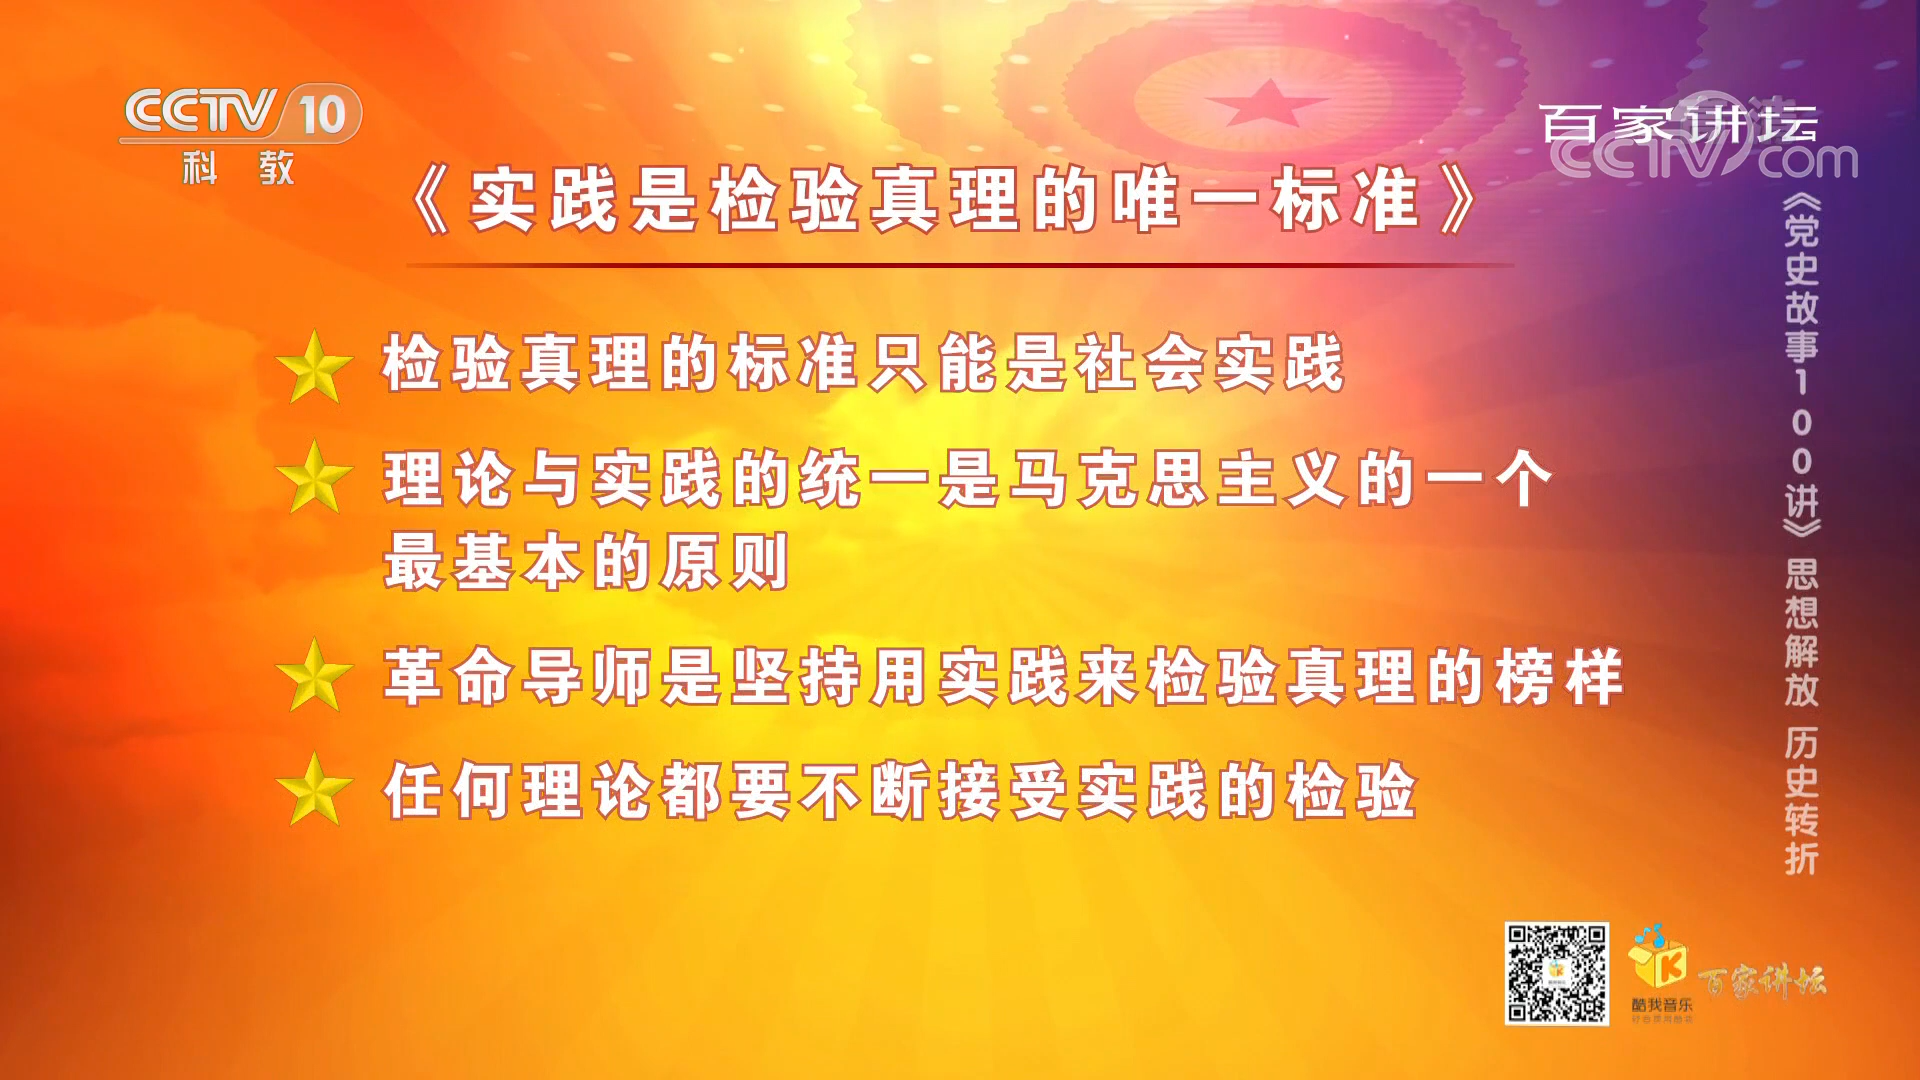 CCTV 10
科教
百家讲坛
CCTV.com
《实践是检验真理的唯一标准》
检验真理的标准只能是社会实践
理论与实践的统一是马克思主义的一个
最基本的原则
革命导师是坚持用实践来检验真理的榜样
任何理论都要不断接受实践的检验
《党史故事100讲》思想解放 历史转折
酷我音乐
百家讲坛